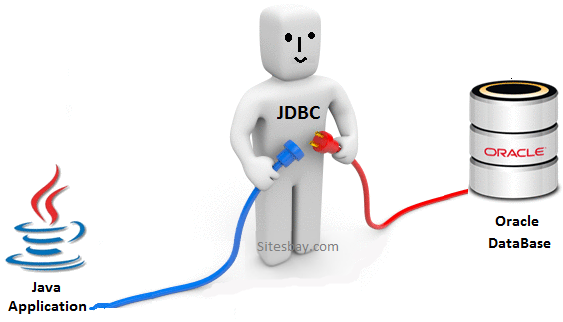 JDBC
ORACLE
Oracle
DataBase
Sitesbay.com
Java
Application